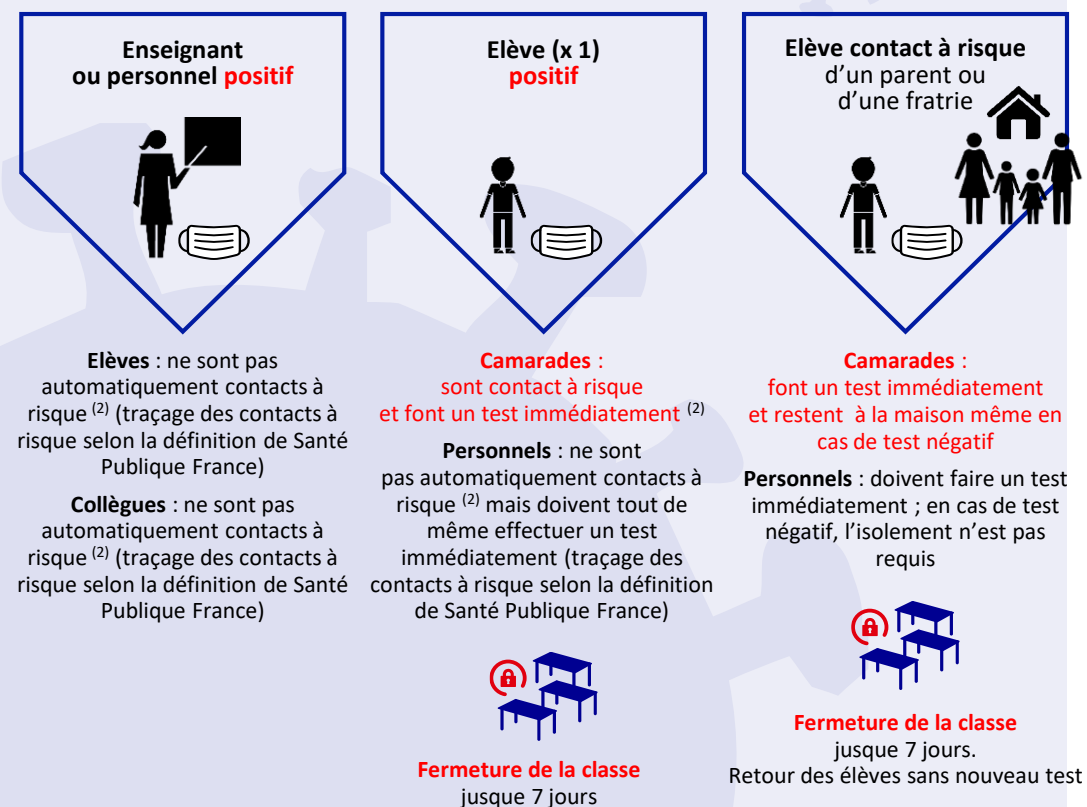 Enseignant
ou personnel positif
Elèves : ne sont pas
automatiquement contacts à
risque (2) (traçage des contacts à
risque selon la définition de Santé
Publique France)
Collègues : ne sont pas
automatiquement contacts à
risque (2) (traçage des contacts à
risque selon la définition de Santé
Publique France)
Elève (x 1)
positif
Camarades :
sont contact à risque
et font un test immédiatement (2)
Personnels : ne sont
pas automatiquement contacts à
risque (2) mais doivent tout de
même effectuer un test
immédiatement (traçage des
contacts à risque selon la définition
de Santé Publique France)
Fermeture de la classe
jusque 7 jours
Elève contact à risque
d’un parent ou
d’une fratrie
Camarades :
font un test immédiatement
et restent à la maison même en
cas de test négatif
Personnels : doivent faire un test
immédiatement ; en cas de test
négatif, l’isolement n’est pas
requis
Fermeture de la classe
jusque 7 jours.
Retour des élèves sans nouveau test